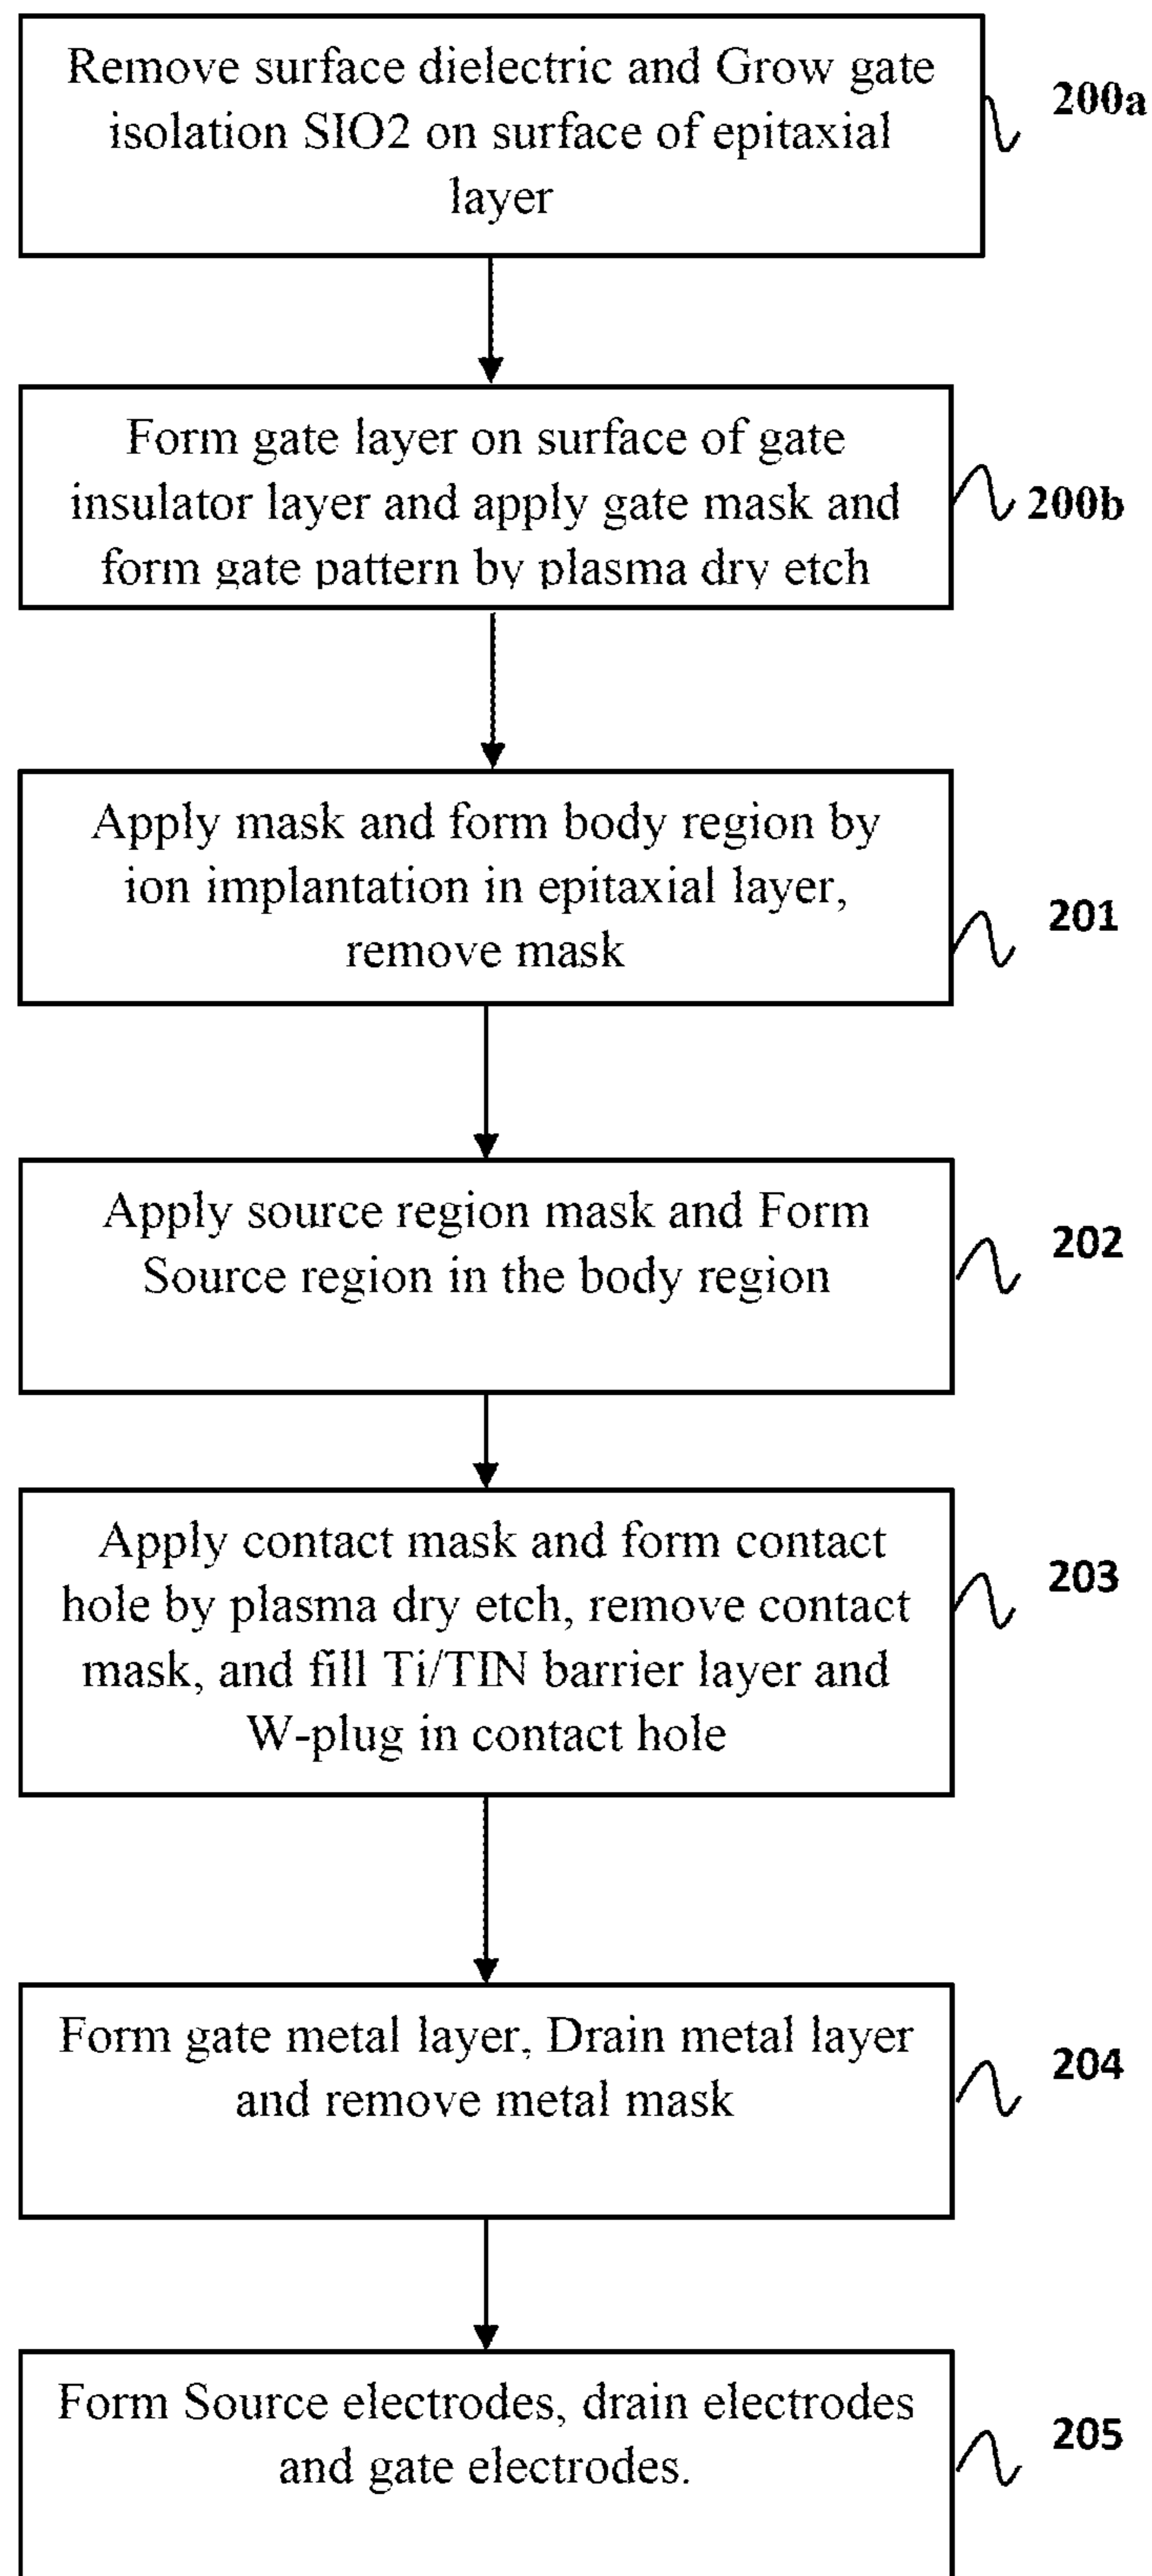 Remove surface dielectric and Grow gate
isolation SIO2 on surface of epitaxial
layer
200a
Form gate layer on surface of gate
insulator layer and apply gate mask and
form gate pattern by plasma dry etch
200b
Apply mask and form body region by
ion implantation in epitaxial layer,
remove mask
201
Apply source region mask and Form
Source region in the body region
202
Apply contact mask and form contact
hole by plasma dry etch, remove contact
mask, and fill Ti/TIN barrier layer and
W-plug in contact hole
203
Form gate metal layer, Drain metal layer
and remove metal mask
204
Form Source electrodes, drain electrodes
and gate electrodes.
205